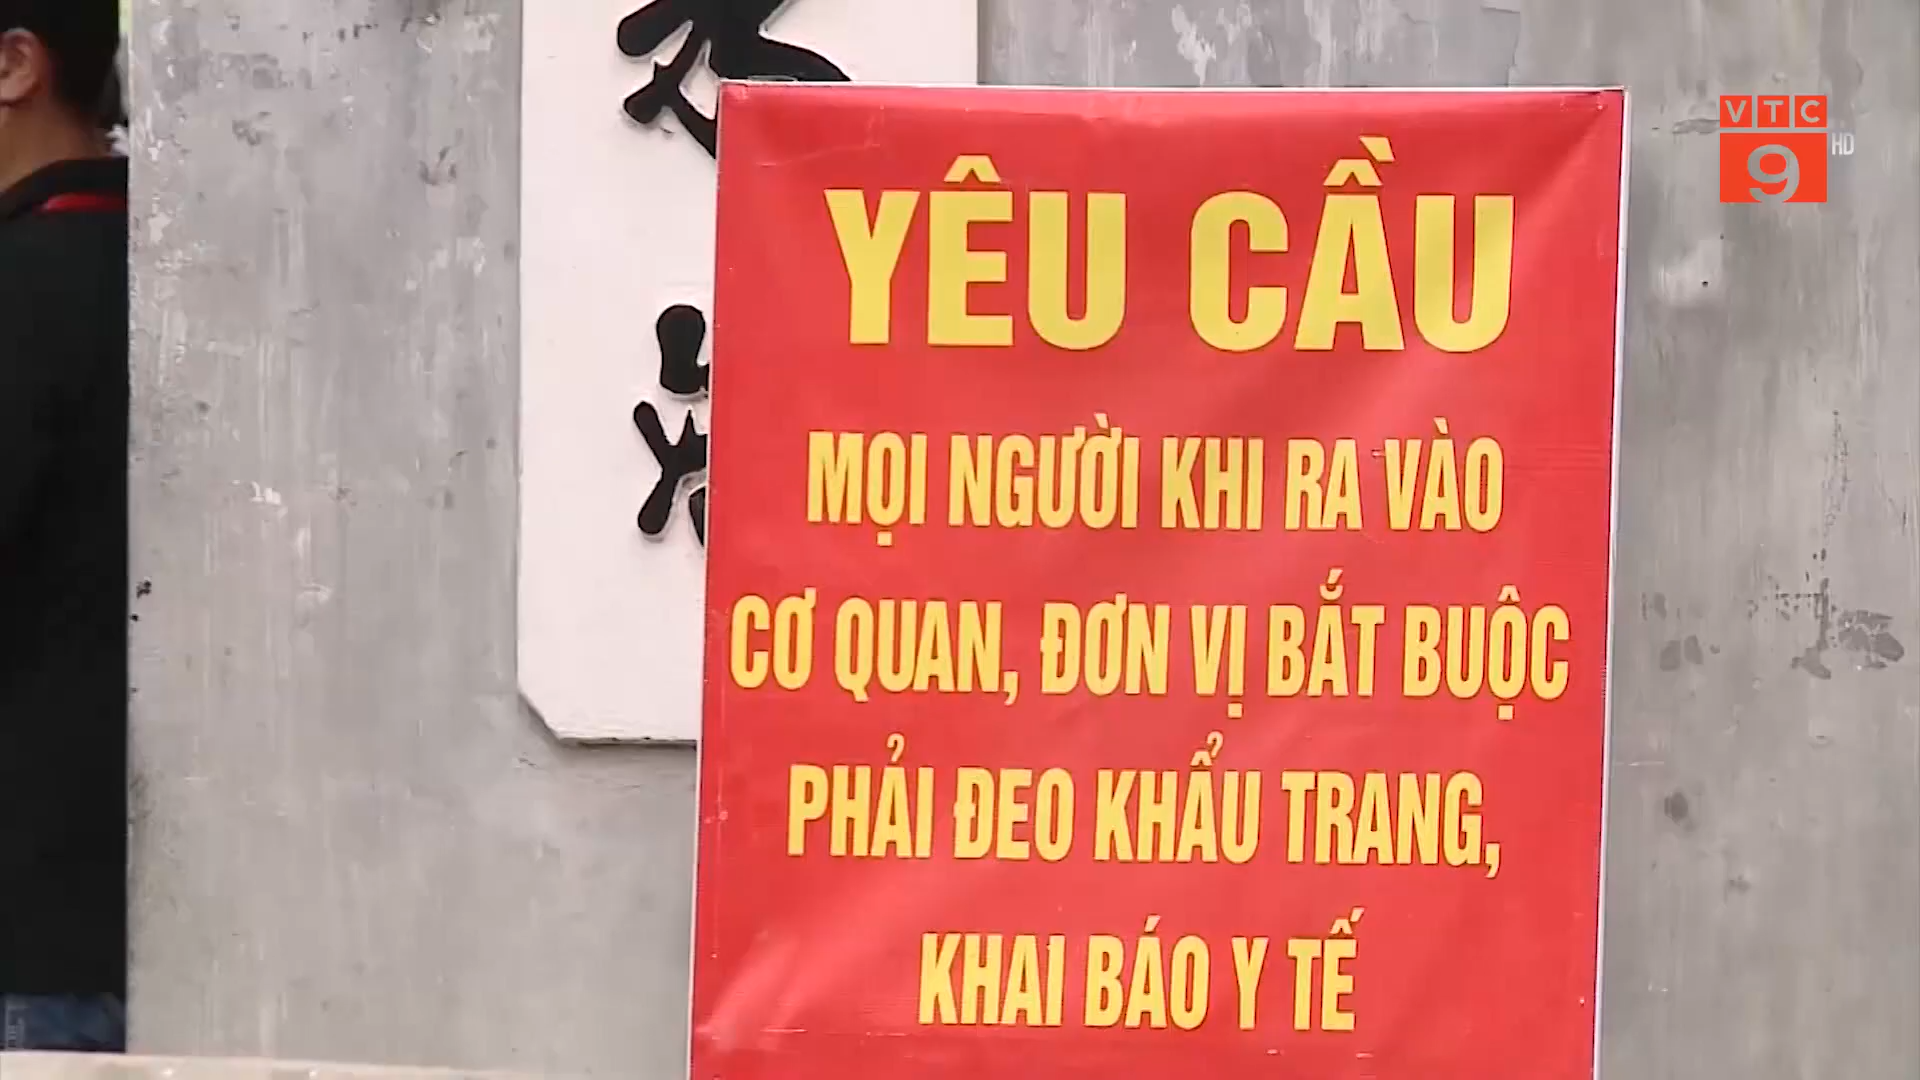 VTC
9
HD
YÊU CẦU
MỌI NGƯỜI KHI RA VÀO
CƠ QUAN, ĐƠN VỊ BẮT BUỘC
PHẢI ĐEO KHẨU TRANG,
KHAI BÁO Y TẾ